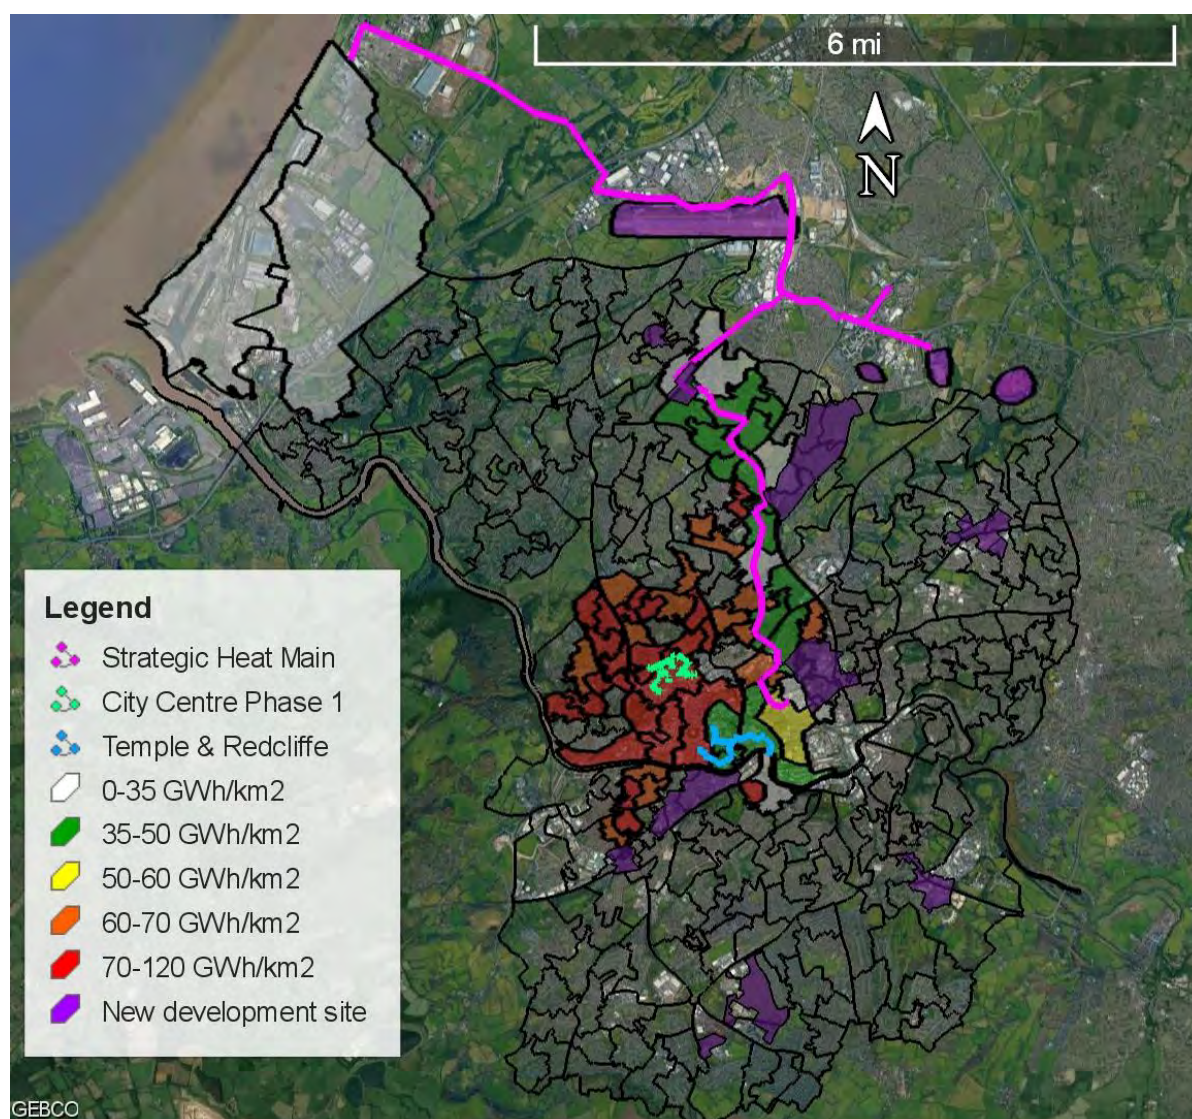 6 mi
N
Legend
Strategic Heat Main
City Centre Phase 1
Temple & Redcliffe
0-35 GWh/km2
35-50 GWh/km2
50-60 GWh/km2
60-70 GWh/km2
70-120 GWh/km2
New development site
GEBCO